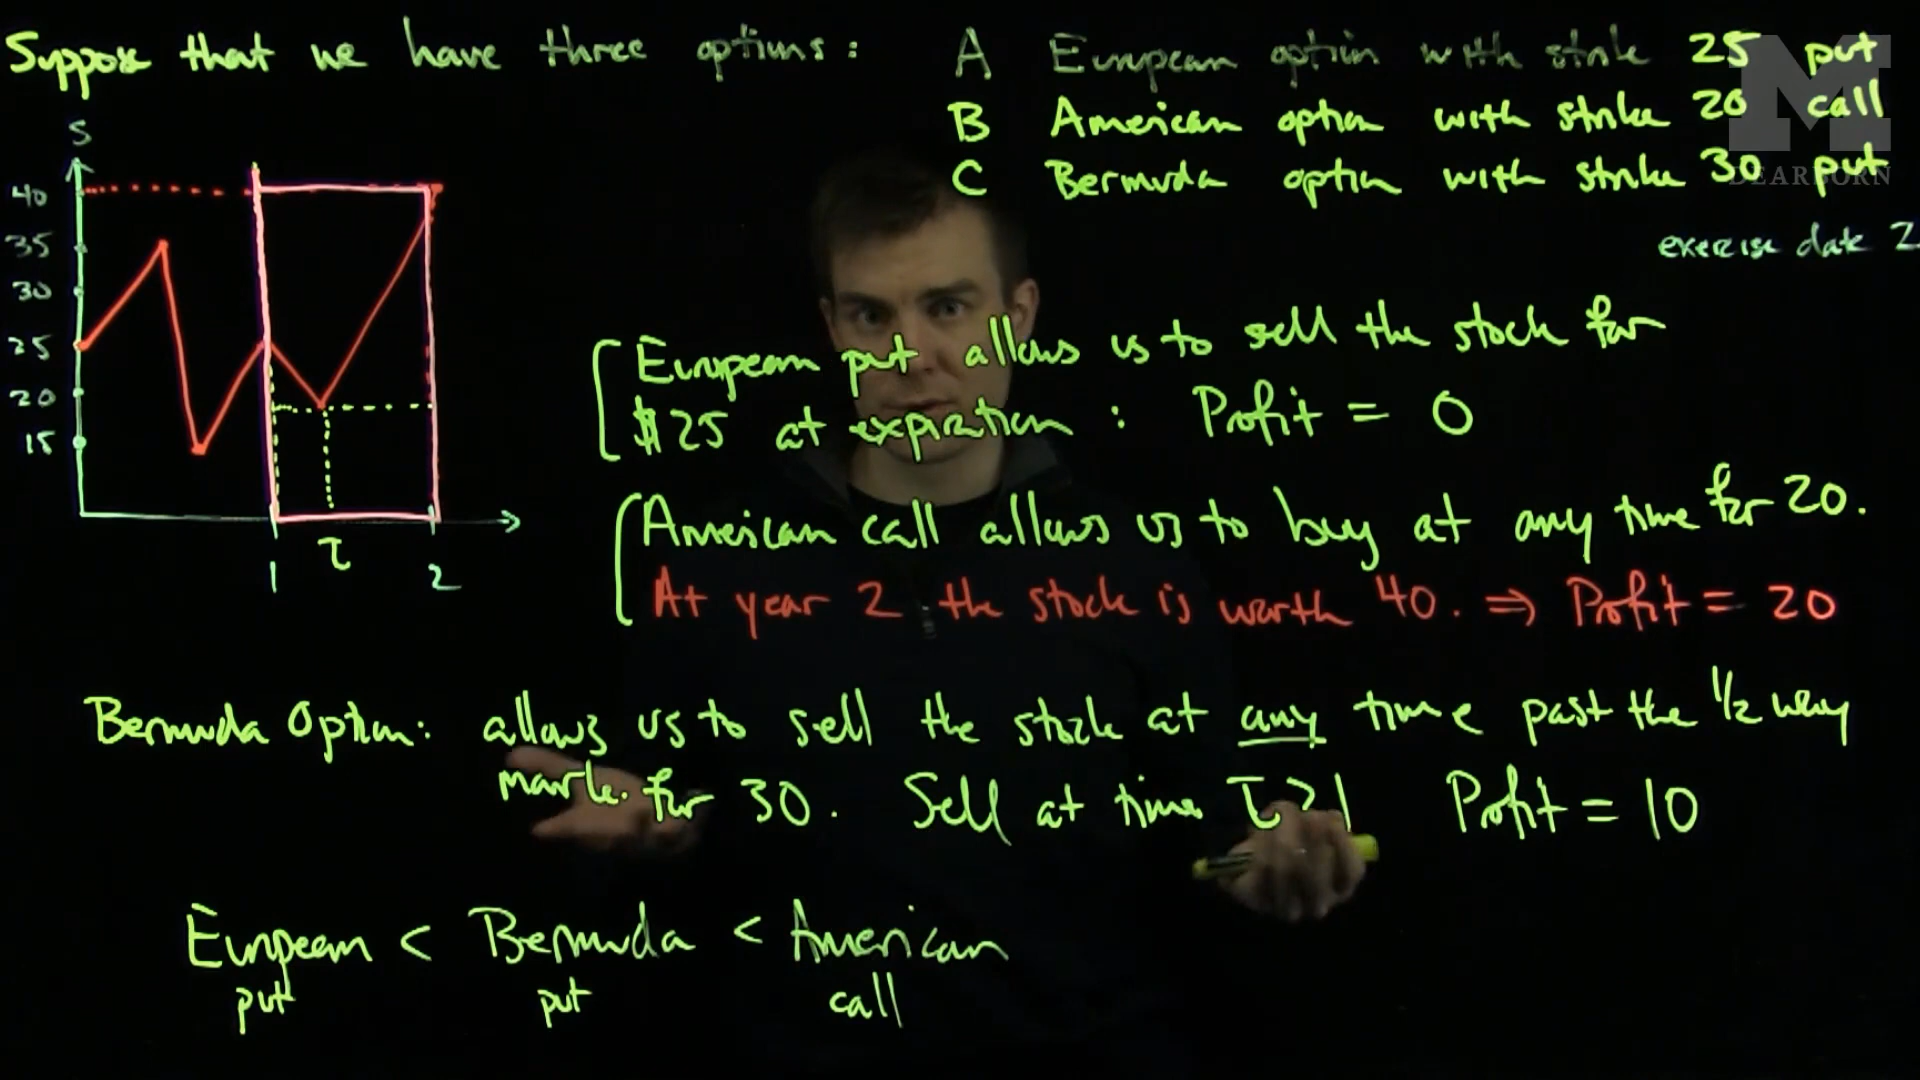 Suppose that we have three options:
A European option with strike 25 put
B American option with strike 20 call
C Bermuda option with strike 30 put
exercise date 2
S
40
35
30
25
20
15
1
τ
2
European put allows us to sell the stock for
$25 at expiration : Profit = 0
American call allows us to buy at any time for 20.
At year 2 the stock is worth 40. ⇒ Profit = 20
Bermuda Option: allows us to sell the stock at any time past the 1/2 way
mark. for 30. Sell at time τ > 1 Profit = 10
European < Bermuda < American
put put call
M
DEARBORN